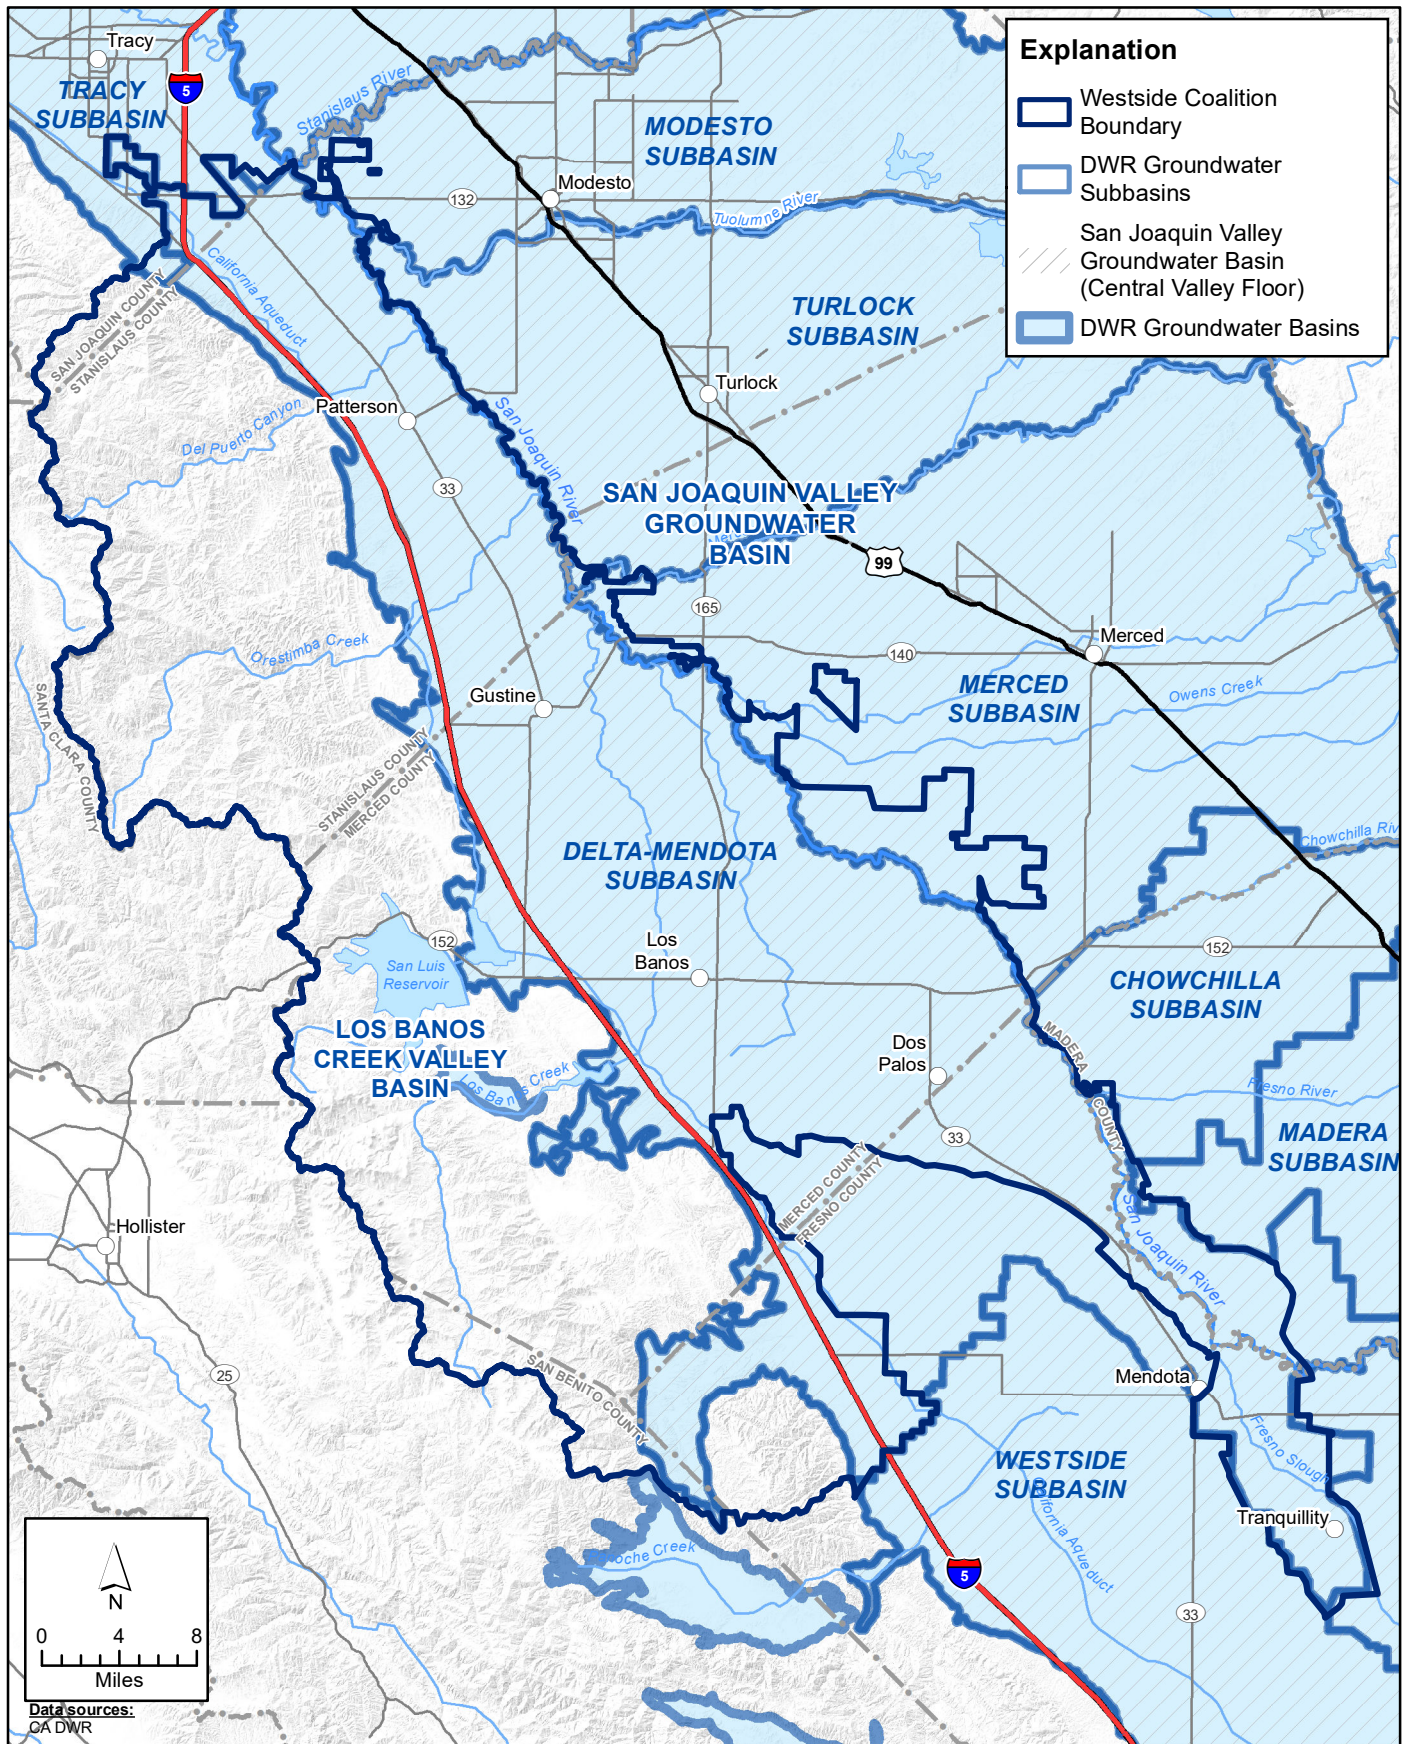 Explanation
Westside Coalition
Boundary
DWR Groundwater
Subbasins
San Joaquin Valley
Groundwater Basin
(Central Valley Floor)
DWR Groundwater Basins
Tracy
TRACY
SUBBASIN
5
Stanislaus River
MODESTO
SUBBASIN
Modesto
132
Tuolumne River
California Aqueduct
SAN JOAQUIN COUNTY
STANISLAUS COUNTY
TURLOCK
SUBBASIN
Turlock
Patterson
Del Puerto Canyon
33
San Joaquin River
SAN JOAQUIN VALLEY
GROUNDWATER
BASIN
99
165
Orestimba Creek
140
Merced
Gustine
MERCED
SUBBASIN
Owens Creek
SANTA CLARA COUNTY
STANISLAUS COUNTY
MERCED COUNTY
DELTA-MENDOTA
SUBBASIN
Chowchilla Riv
152
Los
Banos
152
San Luis
Reservoir
CHOWCHILLA
SUBBASIN
LOS BANOS
CREEK VALLEY
BASIN
Los Banos Creek
Dos
Palos
MADERA
COUNTY
Fresno River
33
MADERA
SUBBASIN
MERCED COUNTY
FRESNO COUNTY
Hollister
San Joaquin River
25
SAN BENITO COUNTY
Mendota
Fresno Slough
WESTSIDE
SUBBASIN
California Aqueduct
Tranquillity
oche Creek
5
33
N
0 4 8
Miles
Data sources:
CA DWR